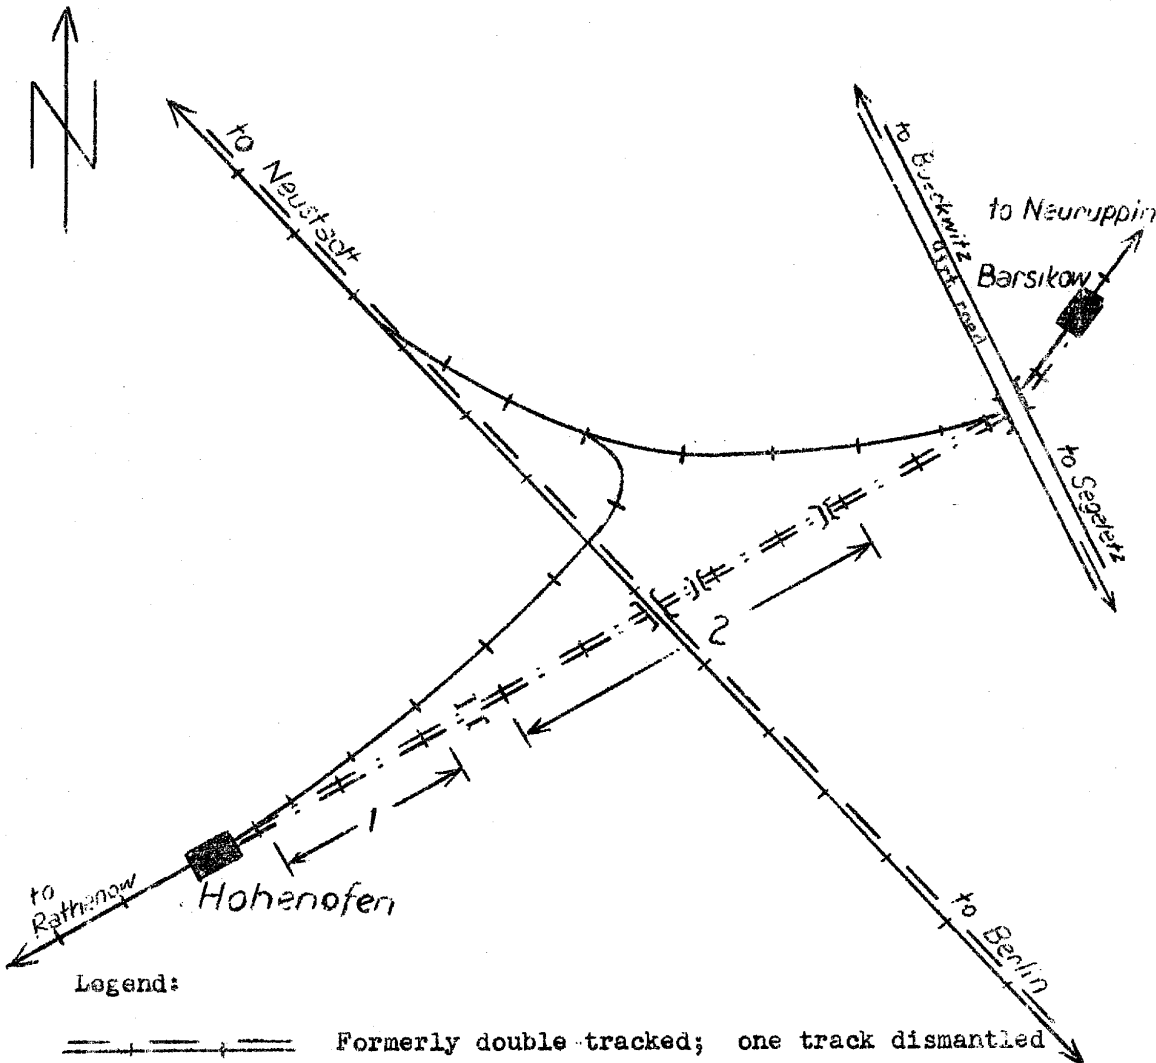 N
to Neustadt
to Bueckwitz
dirt road
to Neuruppin
Barsikow
to Segeletz
2
1
to
Rathenow
Hohenofen
to Berlin
Legend:
Formerly double tracked; one track dismantled